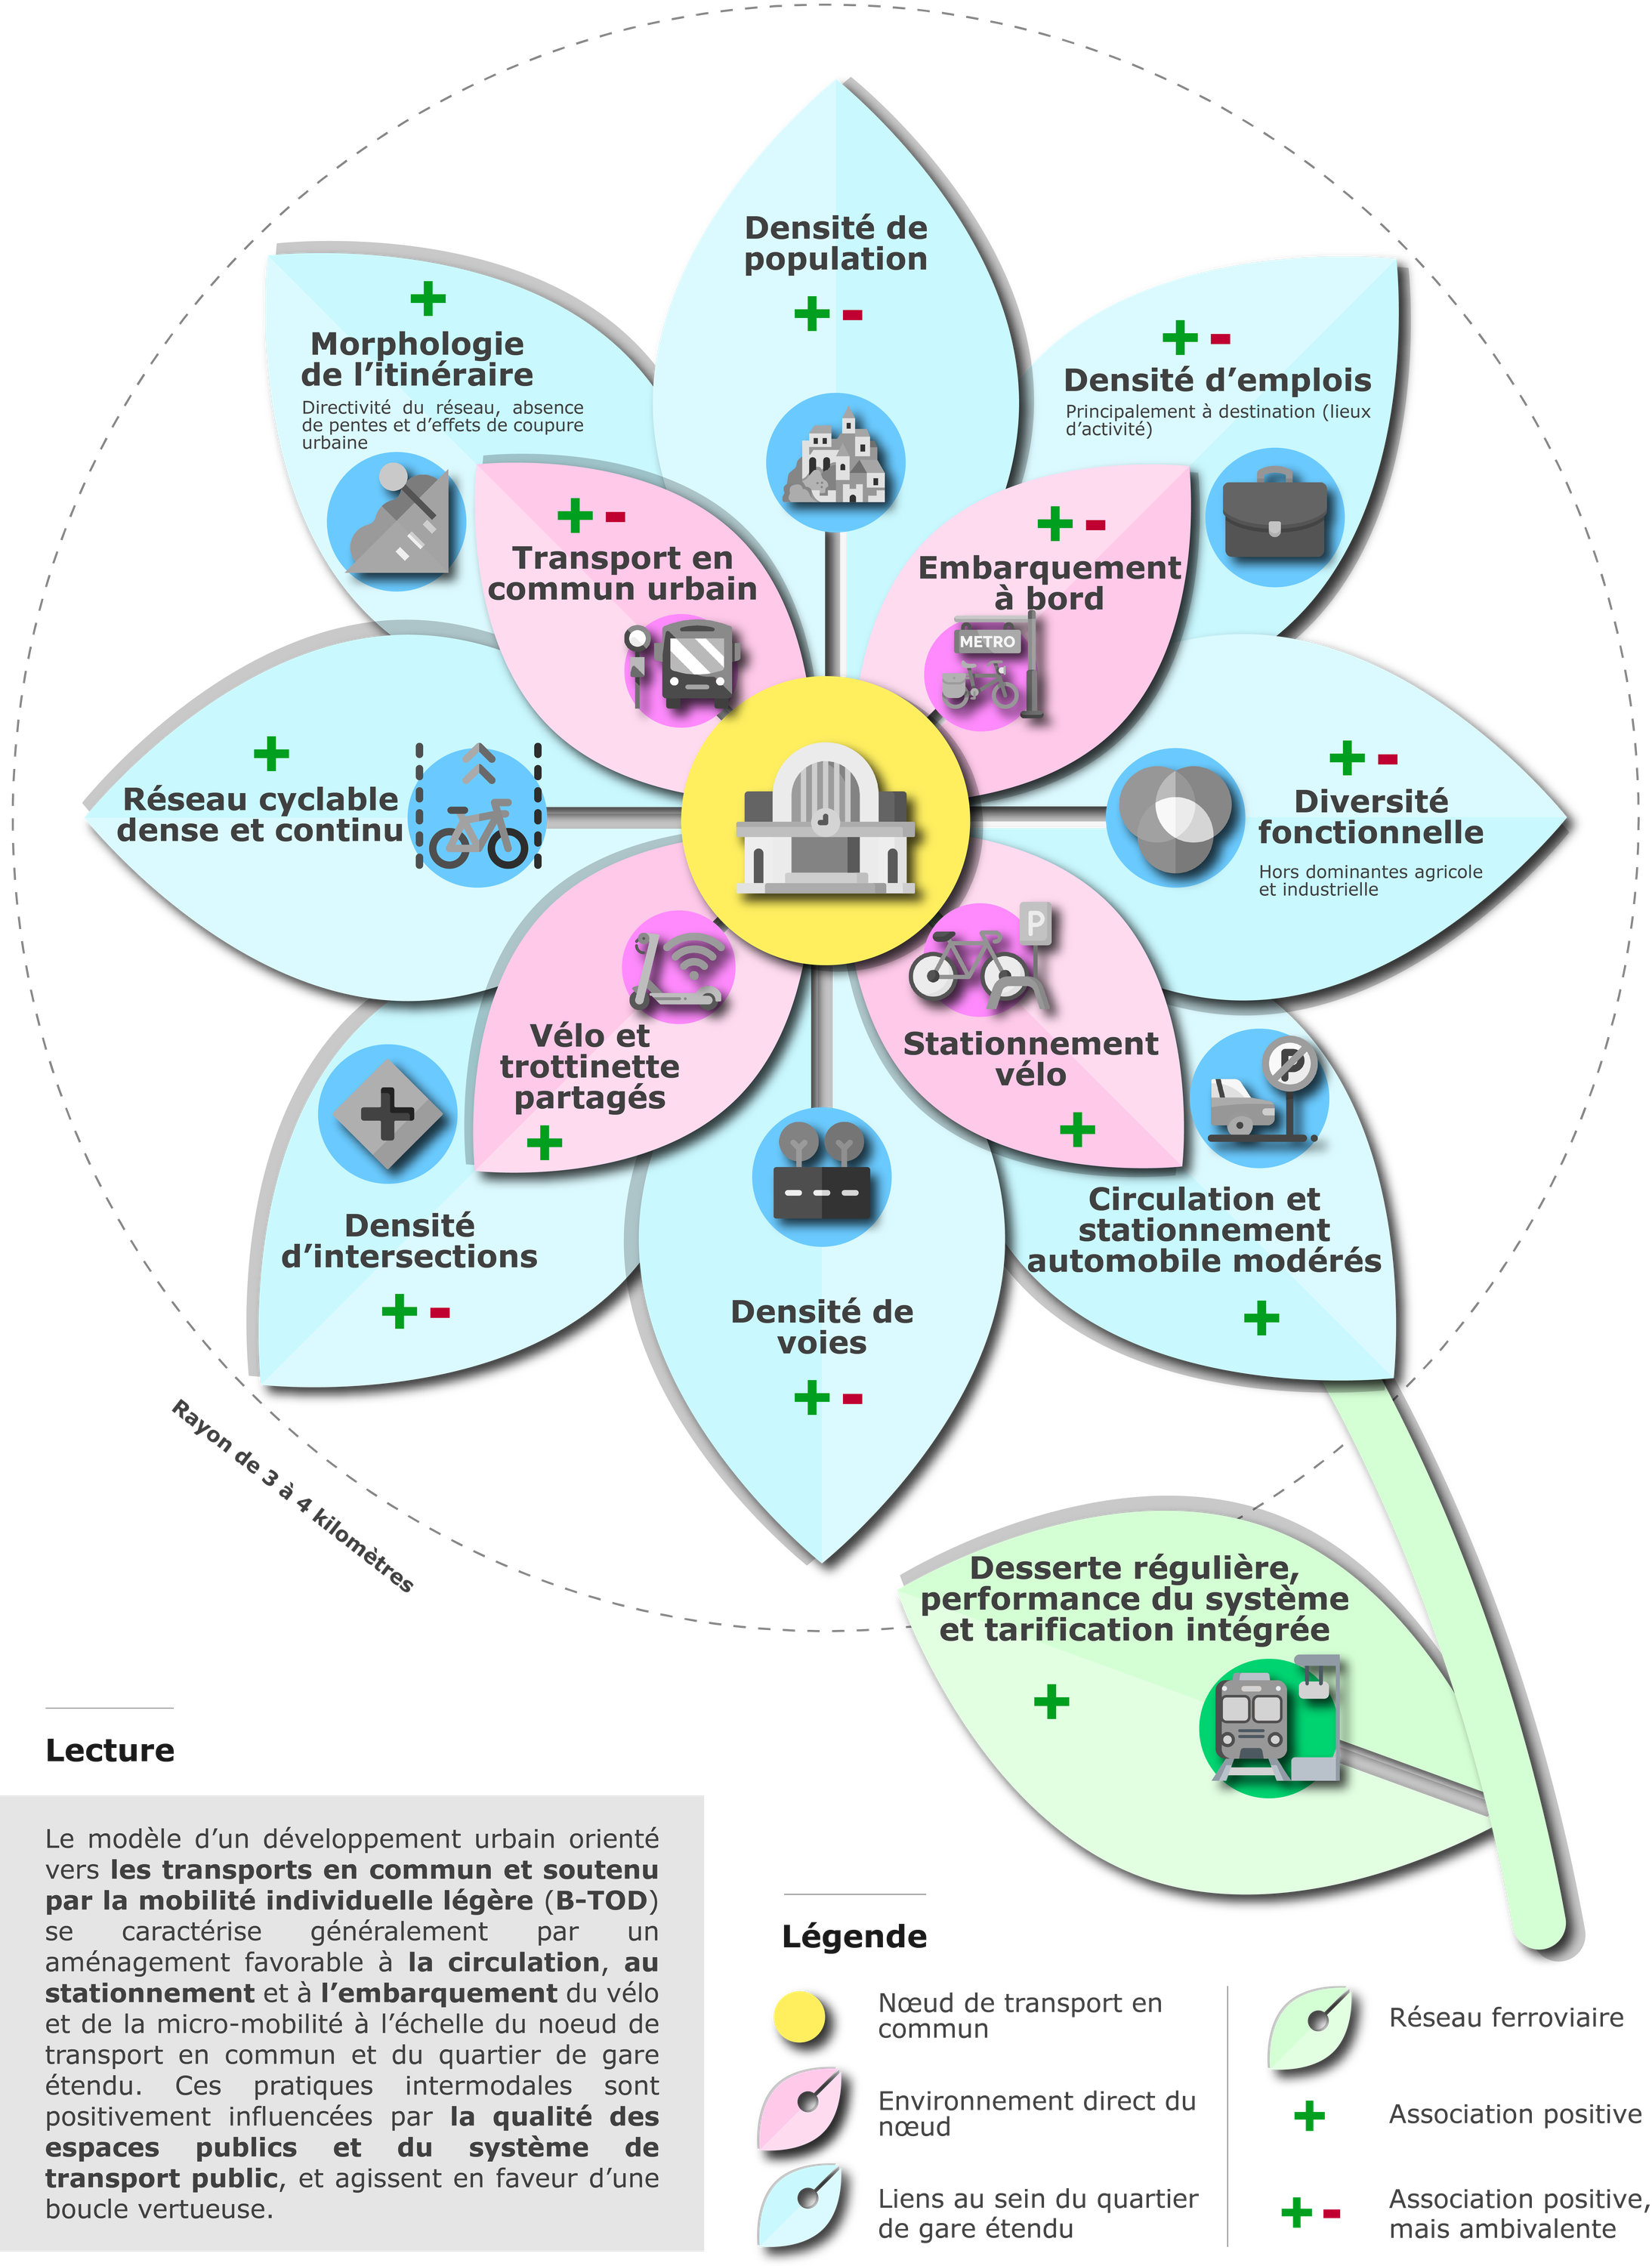 Densité de
population
+ -
+
Morphologie
de l’itinéraire
Directivité du réseau, absence
de pentes et d’effets de coupure
urbaine
+ -
Densité d’emplois
Principalement à destination (lieux
d’activité)
+ -
Transport en
commun urbain
+ -
Embarquement
à bord
METRO
+
Réseau cyclable
dense et continu
+ -
Diversité
fonctionnelle
Hors dominantes agricole
et industrielle
Vélo et
trottinette
partagés
+
P
Stationnement
vélo
+
Densité
d’intersections
+ -
Densité de
voies
+ -
P
Circulation et
stationnement
automobile modérés
+
Rayon de 3 à 4 kilomètres
Desserte régulière,
performance du système
et tarification intégrée
+
Lecture
Le modèle d’un développement urbain orienté
vers les transports en commun et soutenu
par la mobilité individuelle légère (B-TOD)
se caractérise généralement par un
aménagement favorable à la circulation, au
stationnement et à l’embarquement du vélo
et de la micro-mobilité à l’échelle du noeud de
transport en commun et du quartier de gare
étendu. Ces pratiques intermodales sont
positivement influencées par la qualité des
espaces publics et du système de
transport public, et agissent en faveur d’une
boucle vertueuse.
Légende
Nœud de transport en
commun
Environnement direct du
nœud
Liens au sein du quartier
de gare étendu
Réseau ferroviaire
+ Association positive
+ - Association positive,
mais ambivalente